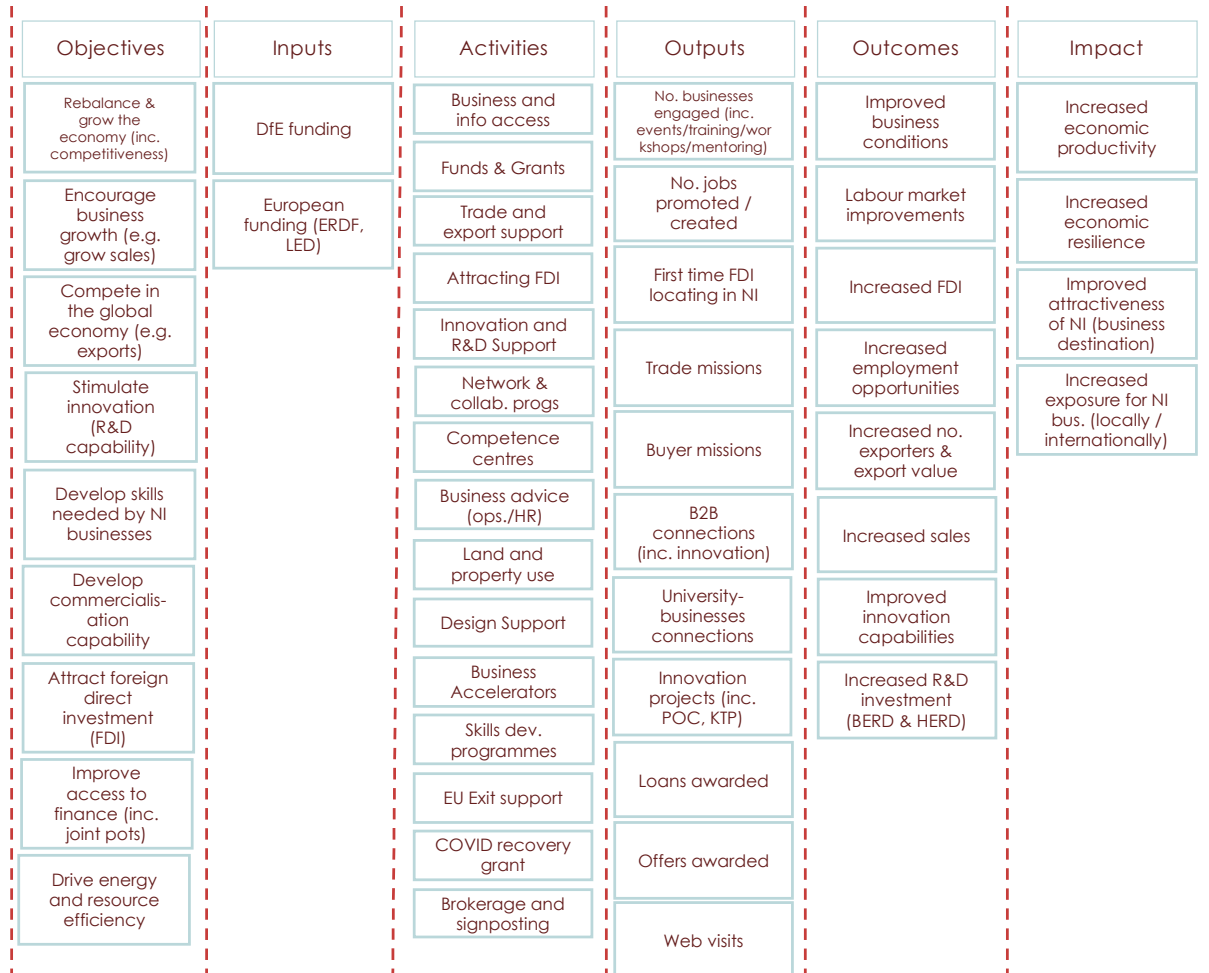 Objectives
Inputs
Activities
Outputs
Outcomes
Impact
Rebalance &
grow the
economy (inc.
competitiveness)
Encourage
business
growth (e.g.
grow sales)
Compete in
the global
economy (e.g.
exports)
Stimulate
innovation
(R&D
capability)
Develop skills
needed by NI
businesses
Develop
commercialis-
ation
capability
Attract foreign
direct
investment
(FDI)
Improve
access to
finance (inc.
joint pots)
Drive energy
and resource
efficiency
DfE funding
European
funding (ERDF,
LED)
Business and
info access
Funds & Grants
Trade and
export support
Attracting FDI
Innovation and
R&D Support
Network &
collab. progs
Competence
centres
Business advice
(ops./HR)
Land and
property use
Design Support
Business
Accelerators
Skills dev.
programmes
EU Exit support
COVID recovery
grant
Brokerage and
signposting
No. businesses
engaged (inc.
events/training/wor
kshops/mentoring)
No. jobs
promoted /
created
First time FDI
locating in NI
Trade missions
Buyer missions
B2B
connections
(inc. innovation)
University-
businesses
connections
Innovation
projects (inc.
POC, KTP)
Loans awarded
Offers awarded
Web visits
Improved
business
conditions
Labour market
improvements
Increased FDI
Increased
employment
opportunities
Increased no.
exporters &
export value
Increased sales
Improved
innovation
capabilities
Increased R&D
investment
(BERD & HERD)
Increased
economic
productivity
Increased
economic
resilience
Improved
attractiveness
of NI (business
destination)
Increased
exposure for NI
bus. (locally /
internationally)